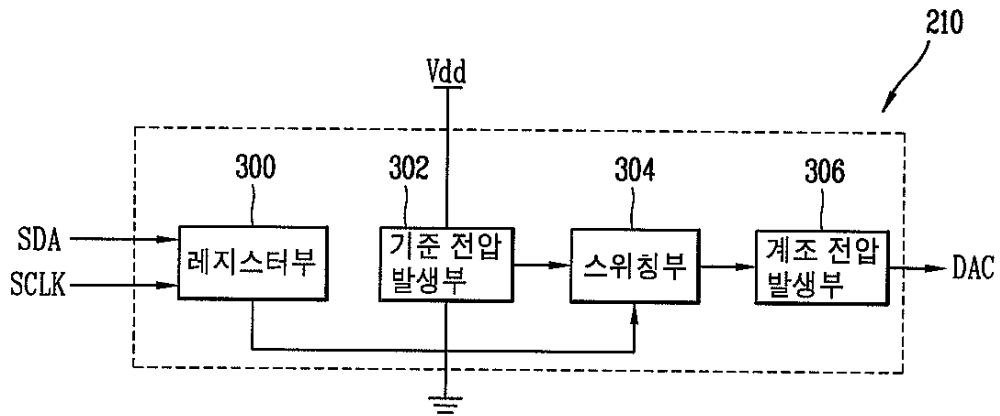 210
Vdd
300
302
304
306
SDA
SCLK
레지스터부
기준 전압
발생부
스위칭부
계조 전압
발생부
DAC